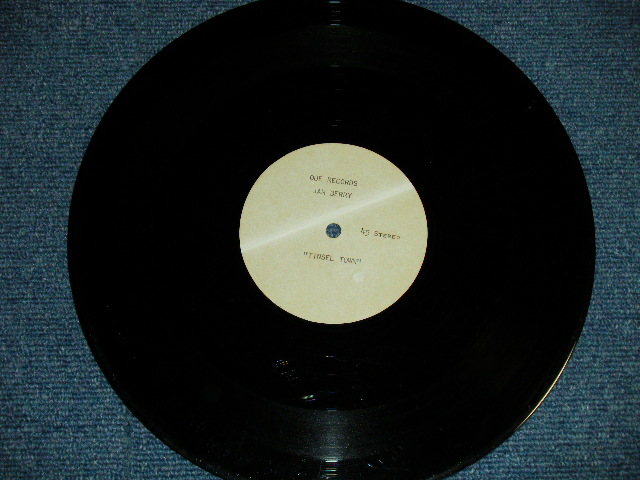 ODE RECORDS
JAN BERRY
45 STEREO
"TINSEL TOWN"